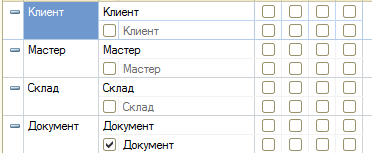 Клиент Клиент
Клиент
Мастер Мастер
Мастер
Склад Склад
Склад
Документ Документ
Документ